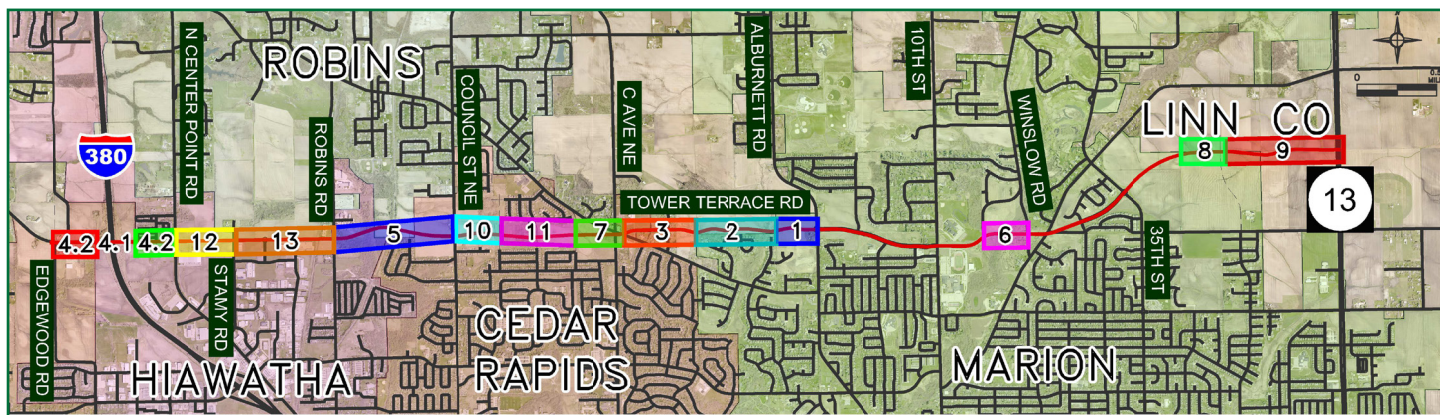 ROBINS
N CENTER POINT RD
380
ROBINS RD
COUNCIL ST NE
C AVE NE
ALBURNETT RD
10TH ST
WINSLOW RD
LINN CO
0
TOWER TERRACE RD
8
9
13
4.2
4.1
4.2
12
13
5
10
11
7
3
2
1
6
EDGEWOOD RD
STAMY RD
35TH ST
HIAWATHA
CEDAR
RAPIDS
MARION